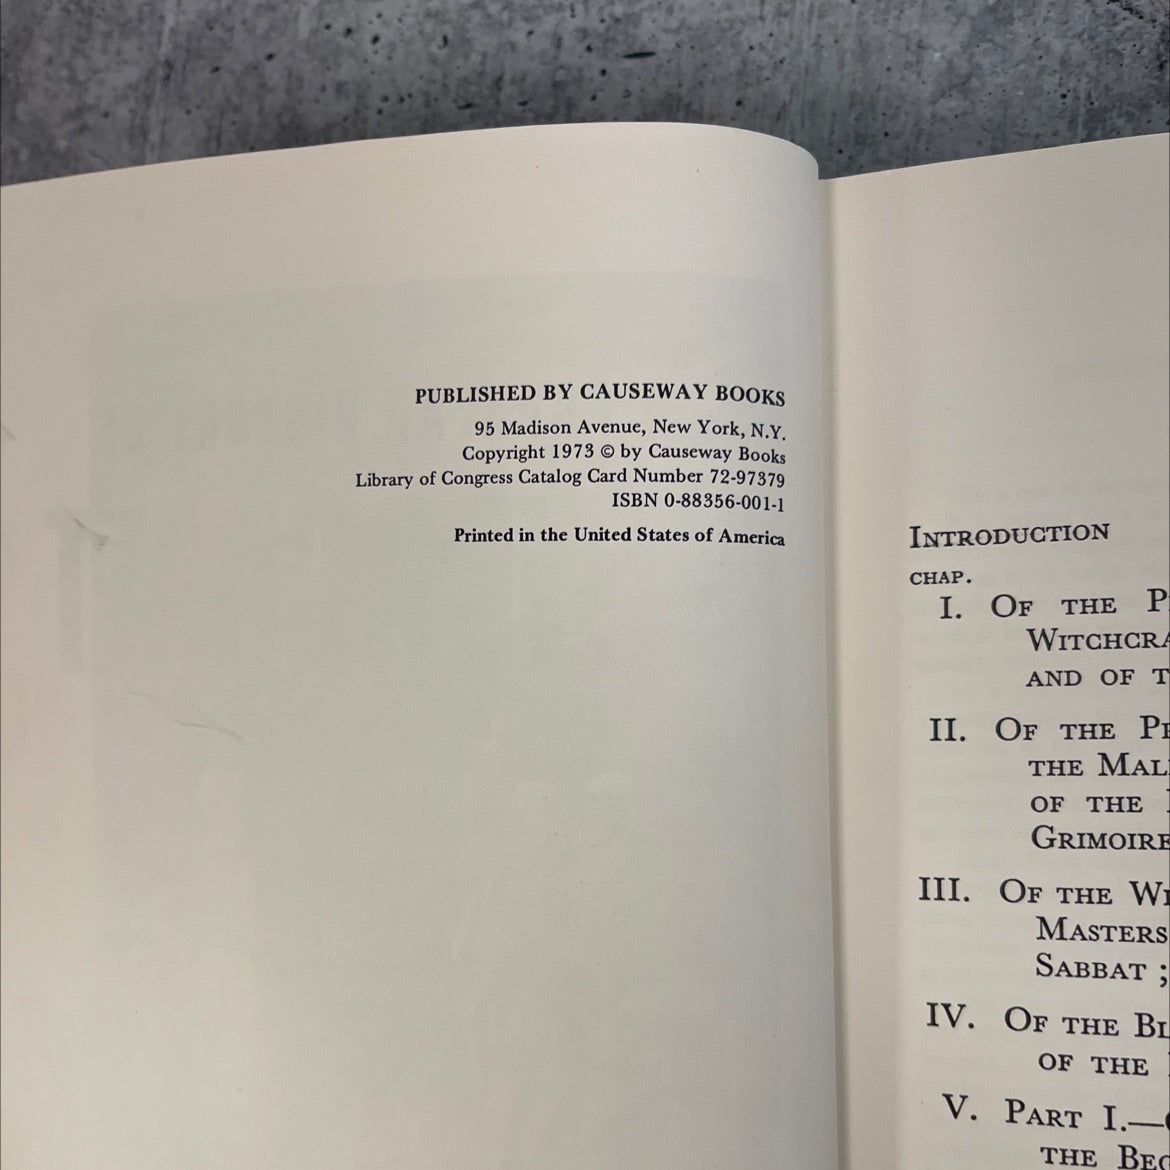 PUBLISHED BY CAUSEWAY BOOKS
95 Madison Avenue, New York, N.Y.
Copyright 1973 © by Causeway Books
Library of Congress Catalog Card Number 72-97379
ISBN 0-88356-001-1
Printed in the United States of America
INTRODUCTION
CHAP.
I. OF THE
WITCHCRA
AND OF
II. OF THE
THE MAL
OF THE
GRIMOIRE
III. OF THE
MASTERS
SABBAT ;
IV. OF THE BL
OF THE
V. PART I.—
THE BEG